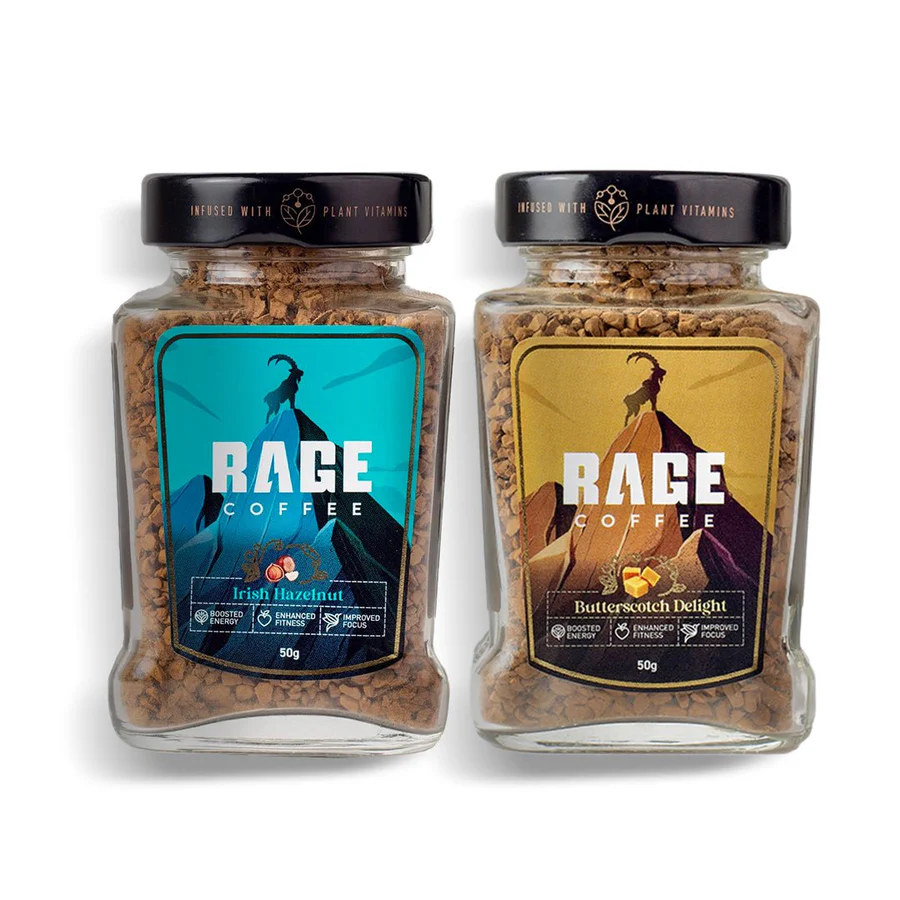 INFUSED WITH PLANT VITAMINS
RAGE
COFFEE
Irish Hazelnut
BOOSTED ENERGY
ENHANCED FITNESS
IMPROVED FOCUS
50g
INFUSED WITH PLANT VITAMINS
RAGE
COFFEE
Butterscotch Delight
BOOSTED ENERGY
ENHANCED FITNESS
IMPROVED FOCUS
50g